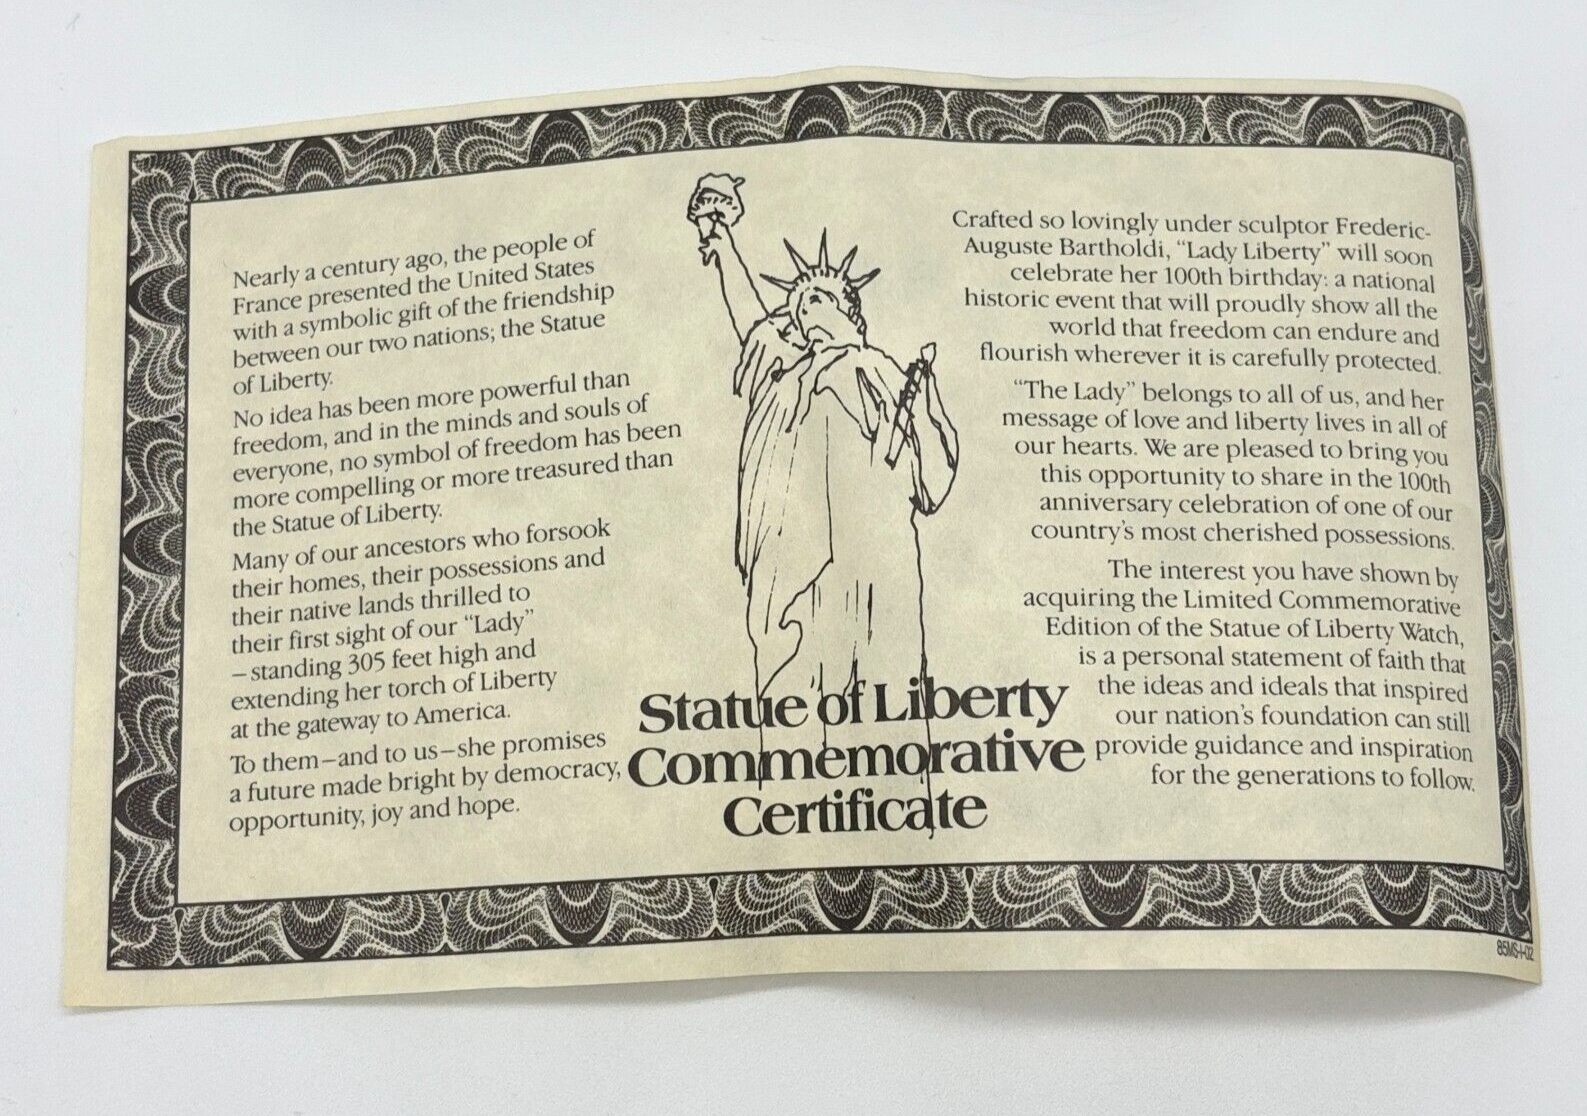 Nearly a century ago, the people of
France presented the United States
with a symbolic gift of the friendship
between our two nations; the Statue
of Liberty.
No idea has been more powerful than
freedom, and in the minds and souls of
everyone, no symbol of freedom has been
more compelling or more treasured than
the Statue of Liberty.
Many of our ancestors who forsook
their homes, their possessions and
their native lands thrilled to
their first sight of our “Lady”
–standing 305 feet high and
extending her torch of Liberty
at the gateway to America.
To them–and to us–she promises
a future made bright by democracy,
opportunity, joy and hope.
Statue of Liberty
Commemorative
Certificate
Crafted so lovingly under sculptor Frederic-
Auguste Bartholdi, “Lady Liberty” will soon
celebrate her 100th birthday: a national
historic event that will proudly show all the
world that freedom can endure and
flourish wherever it is carefully protected.
“The Lady” belongs to all of us, and her
message of love and liberty lives in all of
our hearts. We are pleased to bring you
this opportunity to share in the 100th
anniversary celebration of one of our
country’s most cherished possessions.
The interest you have shown by
acquiring the Limited Commemorative
Edition of the Statue of Liberty Watch,
is a personal statement of faith that
the ideas and ideals that inspired
our nation’s foundation can still
provide guidance and inspiration
for the generations to follow.
85MS-I-02